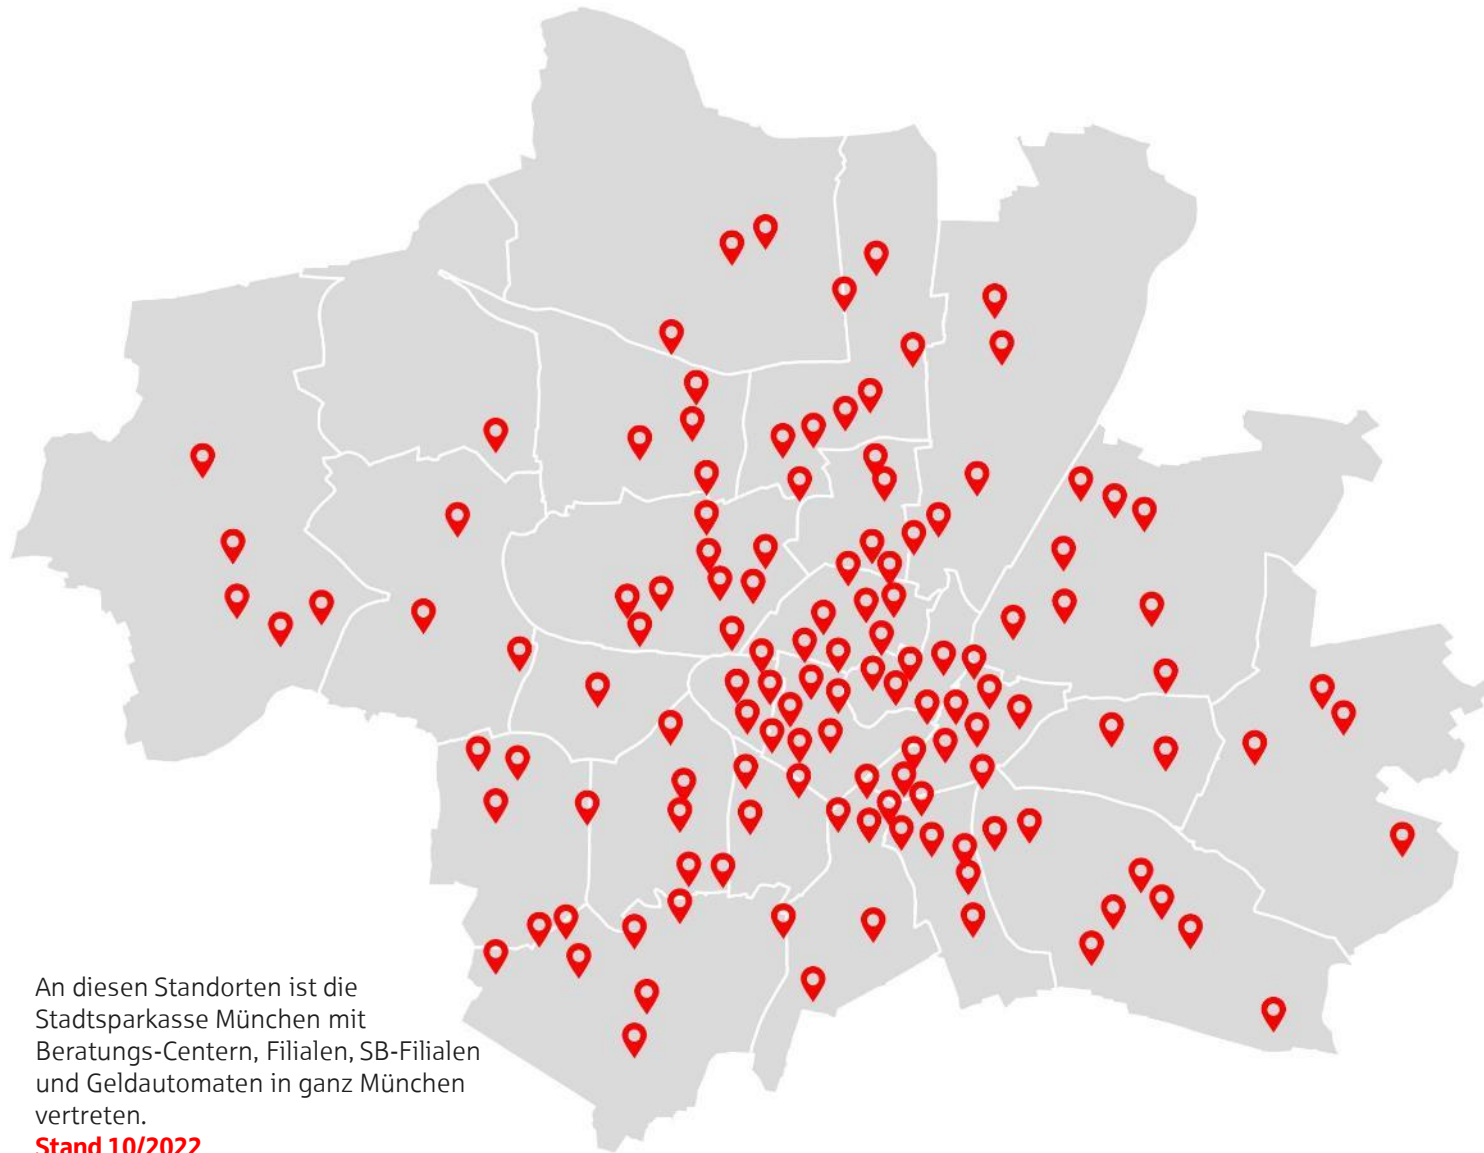 An diesen Standorten ist die
Stadtsparkasse München mit
Beratungs-Centern, Filialen, SB-Filialen
und Geldautomaten in ganz München
vertreten.
Stand 10/2022